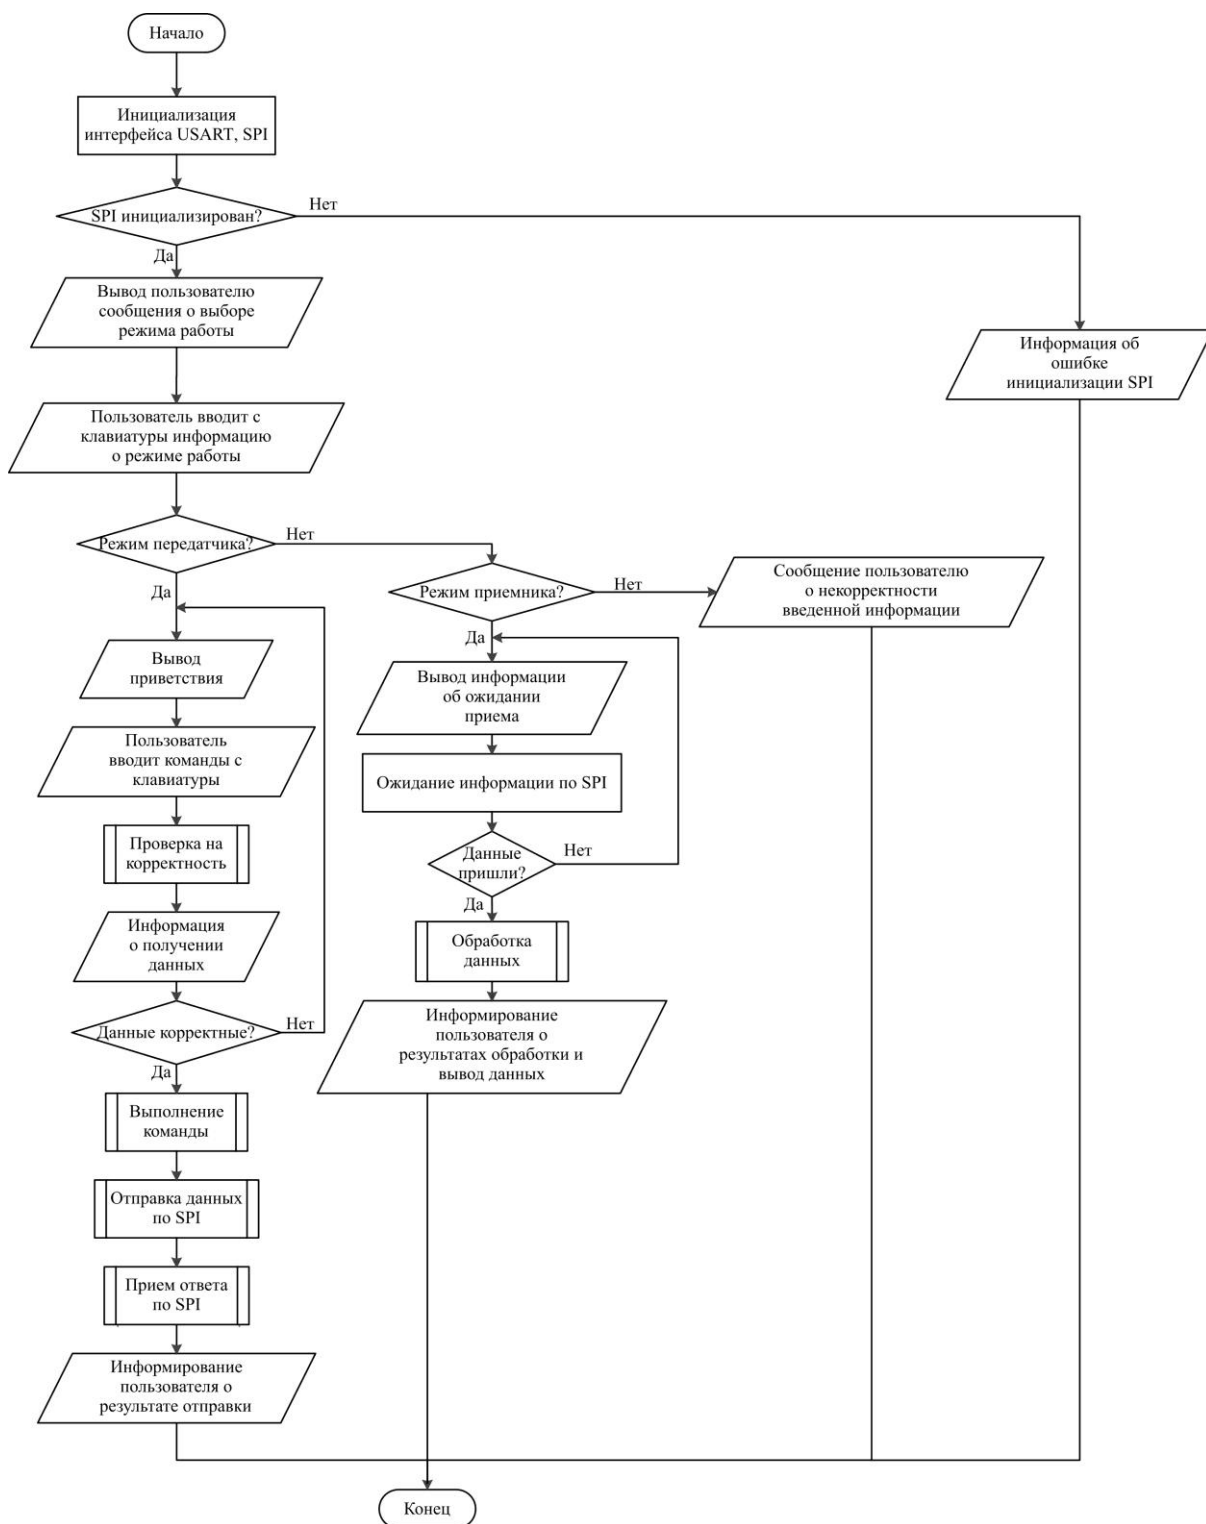 Начало
Инициализация
интерфейса USART, SPI
SPI инициализирован?
Нет
Да
Вывод пользователю
сообщения о выборе
режима работы
Информация об
ошибке
инициализации SPI
Пользователь вводит с
клавиатуры информацию
о режиме работы
Режим передатчика?
Нет
Да
Режим приемника?
Нет
Да
Сообщение пользователю
о некорректности
введенной информации
Вывод
приветствия
Пользователь
вводит команды с
клавиатуры
Проверка на
корректность
Информация
о получении
данных
Данные корректные?
Нет
Да
Выполнение
команды
Отправка данных
по SPI
Прием ответа
по SPI
Информирование
пользователя о
результате отправки
Вывод информации
об ожидании
приема
Ожидание информации по SPI
Данные
пришли?
Нет
Да
Обработка
данных
Информирование
пользователя о
результатах обработки и
вывод данных
Конец